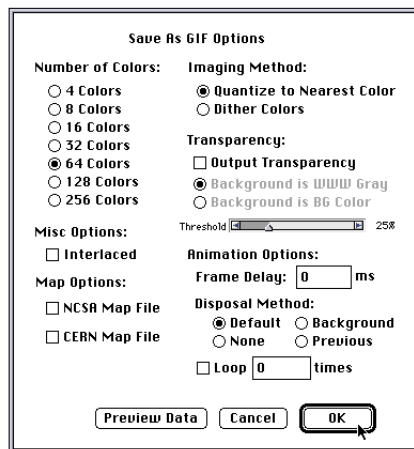 Save As GIF Options
Number of Colors:
4 Colors
8 Colors
16 Colors
32 Colors
64 Colors
128 Colors
256 Colors
Misc Options:
Interlaced
Map Options:
NCSA Map File
CERN Map File
Imaging Method:
Quantize to Nearest Color
Dither Colors
Transparency:
Output Transparency
Background is WWW Gray
Background is BG Color
Threshold 25%
Animation Options:
Frame Delay: 0 ms
Disposal Method:
Default Background
None Previous
Loop 0 times
Preview Data Cancel OK